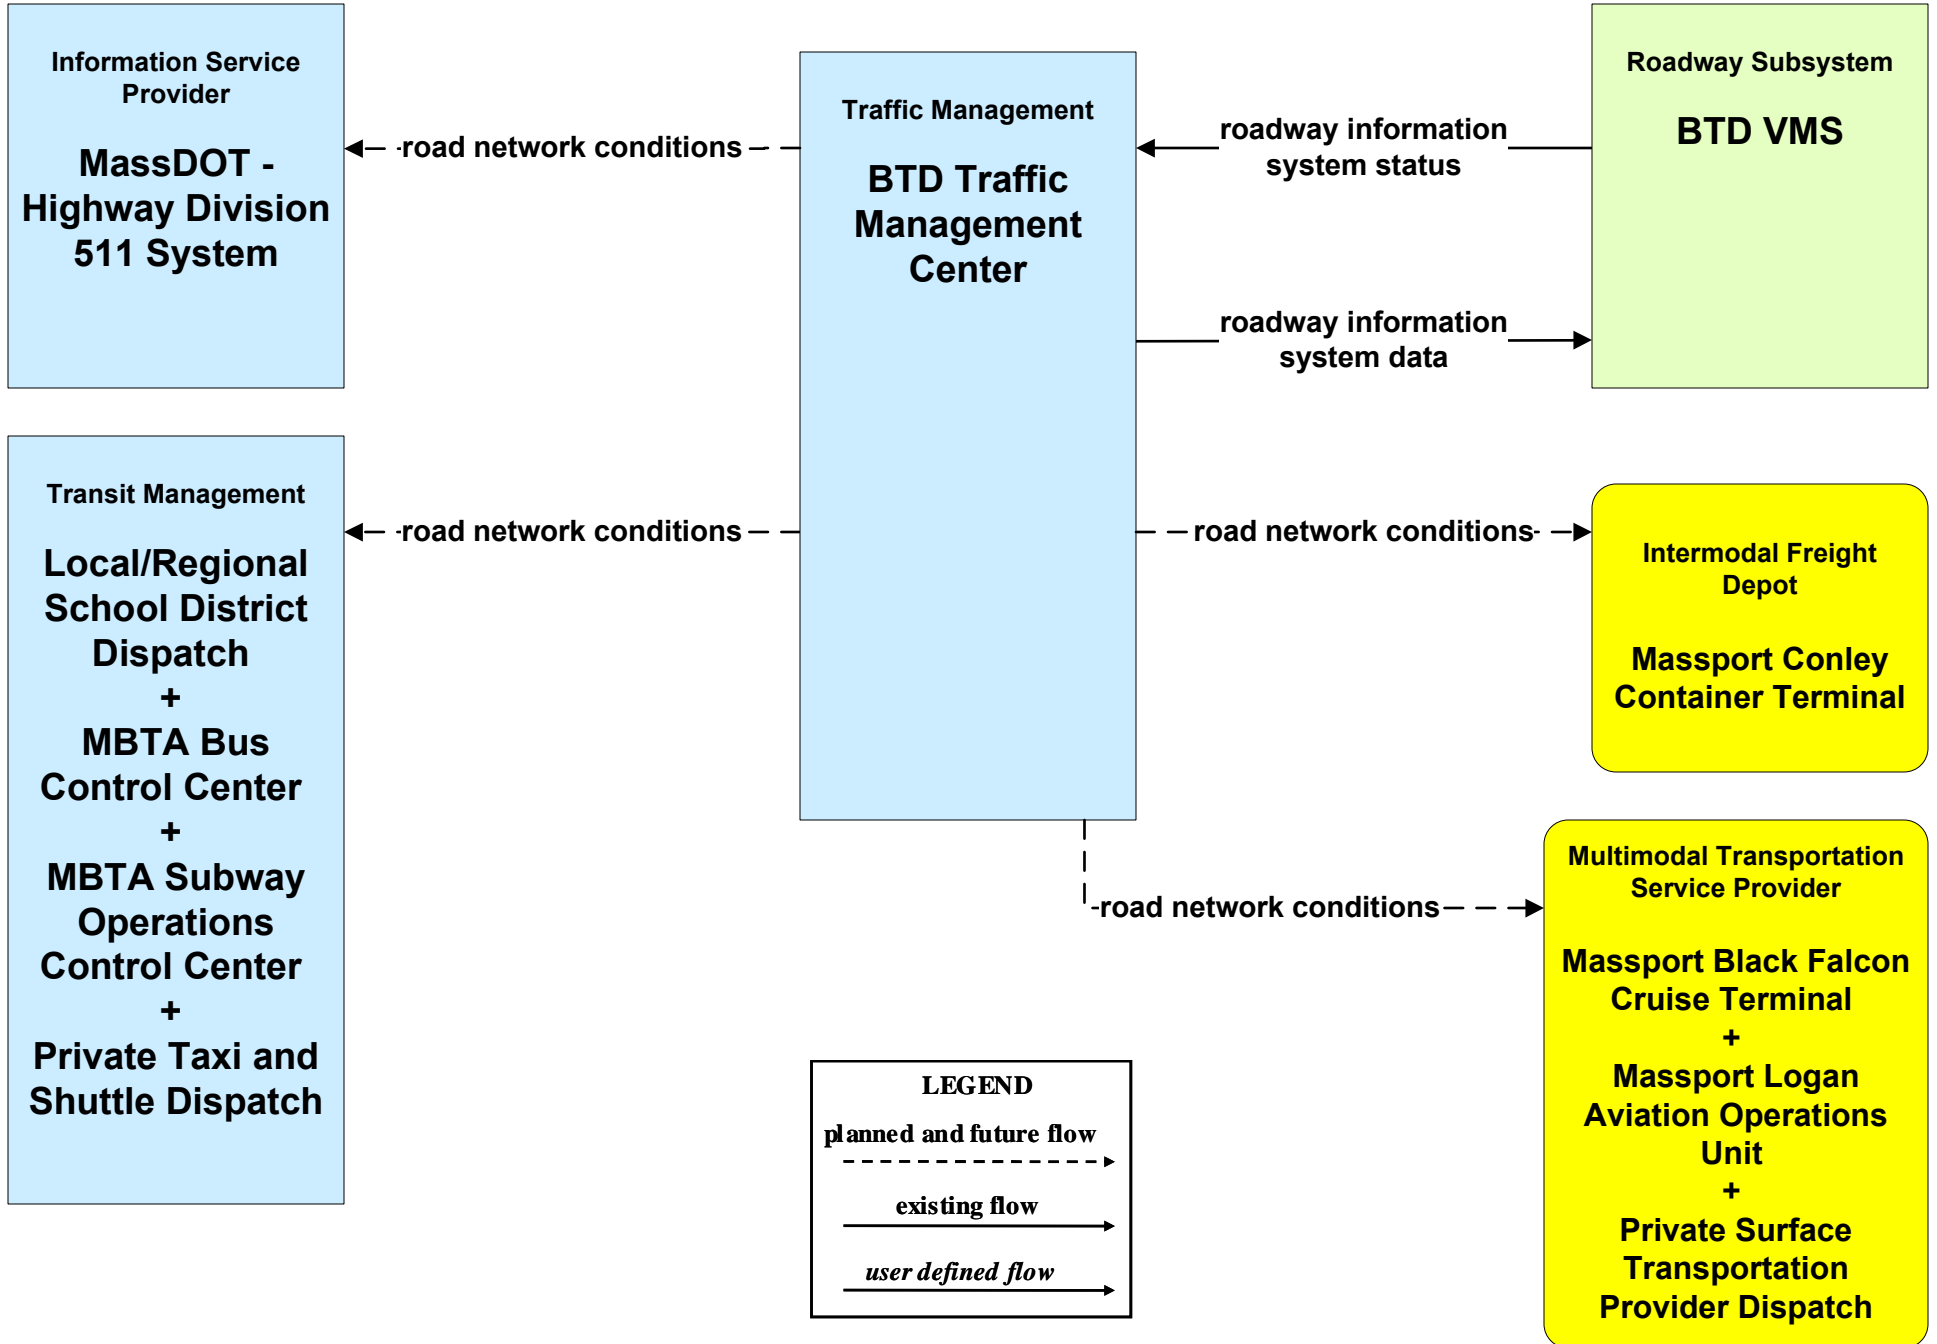 Information Service
Provider
MassDOT -
Highway Division
511 System
road network conditions
Traffic Management
BTD Traffic
Management
Center
roadway information
system status
roadway information
system data
Roadway Subsystem
BTD VMS
Transit Management
Local/Regional
School District
Dispatch
+
MBTA Bus
Control Center
+
MBTA Subway
Operations
Control Center
+
Private Taxi and
Shuttle Dispatch
road network conditions
road network conditions
Intermodal Freight
Depot
Massport Conley
Container Terminal
road network conditions
Multimodal Transportation
Service Provider
Massport Black Falcon
Cruise Terminal
+
Massport Logan
Aviation Operations
Unit
+
Private Surface
Transportation
Provider Dispatch
LEGEND
planned and future flow
existing flow
user defined flow